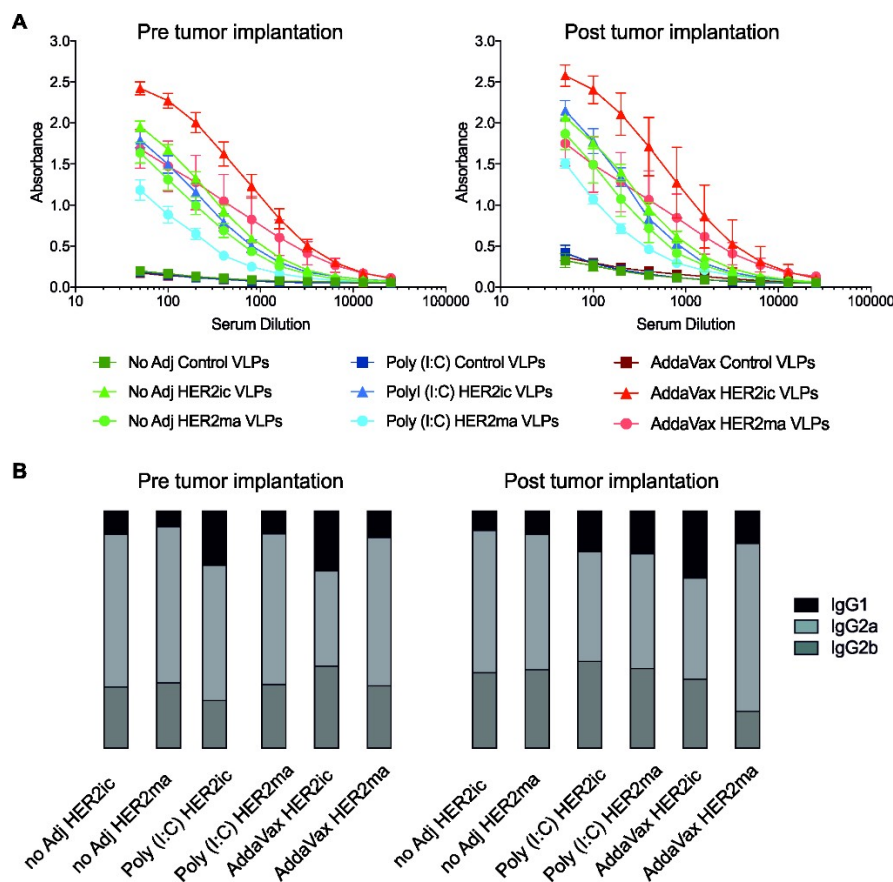 A
Pre tumor implantation
Post tumor implantation
3.0
2.5
2.0
1.5
1.0
0.5
0.0
Absorbance
10
100
1000
10000
100000
Serum Dilution
3.0
2.5
2.0
1.5
1.0
0.5
0.0
Absorbance
10
100
1000
10000
100000
Serum Dilution
No Adj Control VLPs
Poly (I:C) Control VLPs
AddaVax Control VLPs
No Adj HER2ic VLPs
PolyI (I:C) HER2ic VLPs
AddaVax HER2ic VLPs
No Adj HER2ma VLPs
Poly (I:C) HER2ma VLPs
AddaVax HER2ma VLPs
B
Pre tumor implantation
Post tumor implantation
IgG1
IgG2a
IgG2b
no Adj HER2ic
no Adj HER2ma
Poly (I:C) HER2ic
Poly (I:C) HER2ma
AddaVax HER2ic
AddaVax HER2ma
no Adj HER2ic
no Adj HER2ma
Poly (I:C) HER2ic
Poly (I:C) HER2ma
AddaVax HER2ic
AddaVax HER2ma